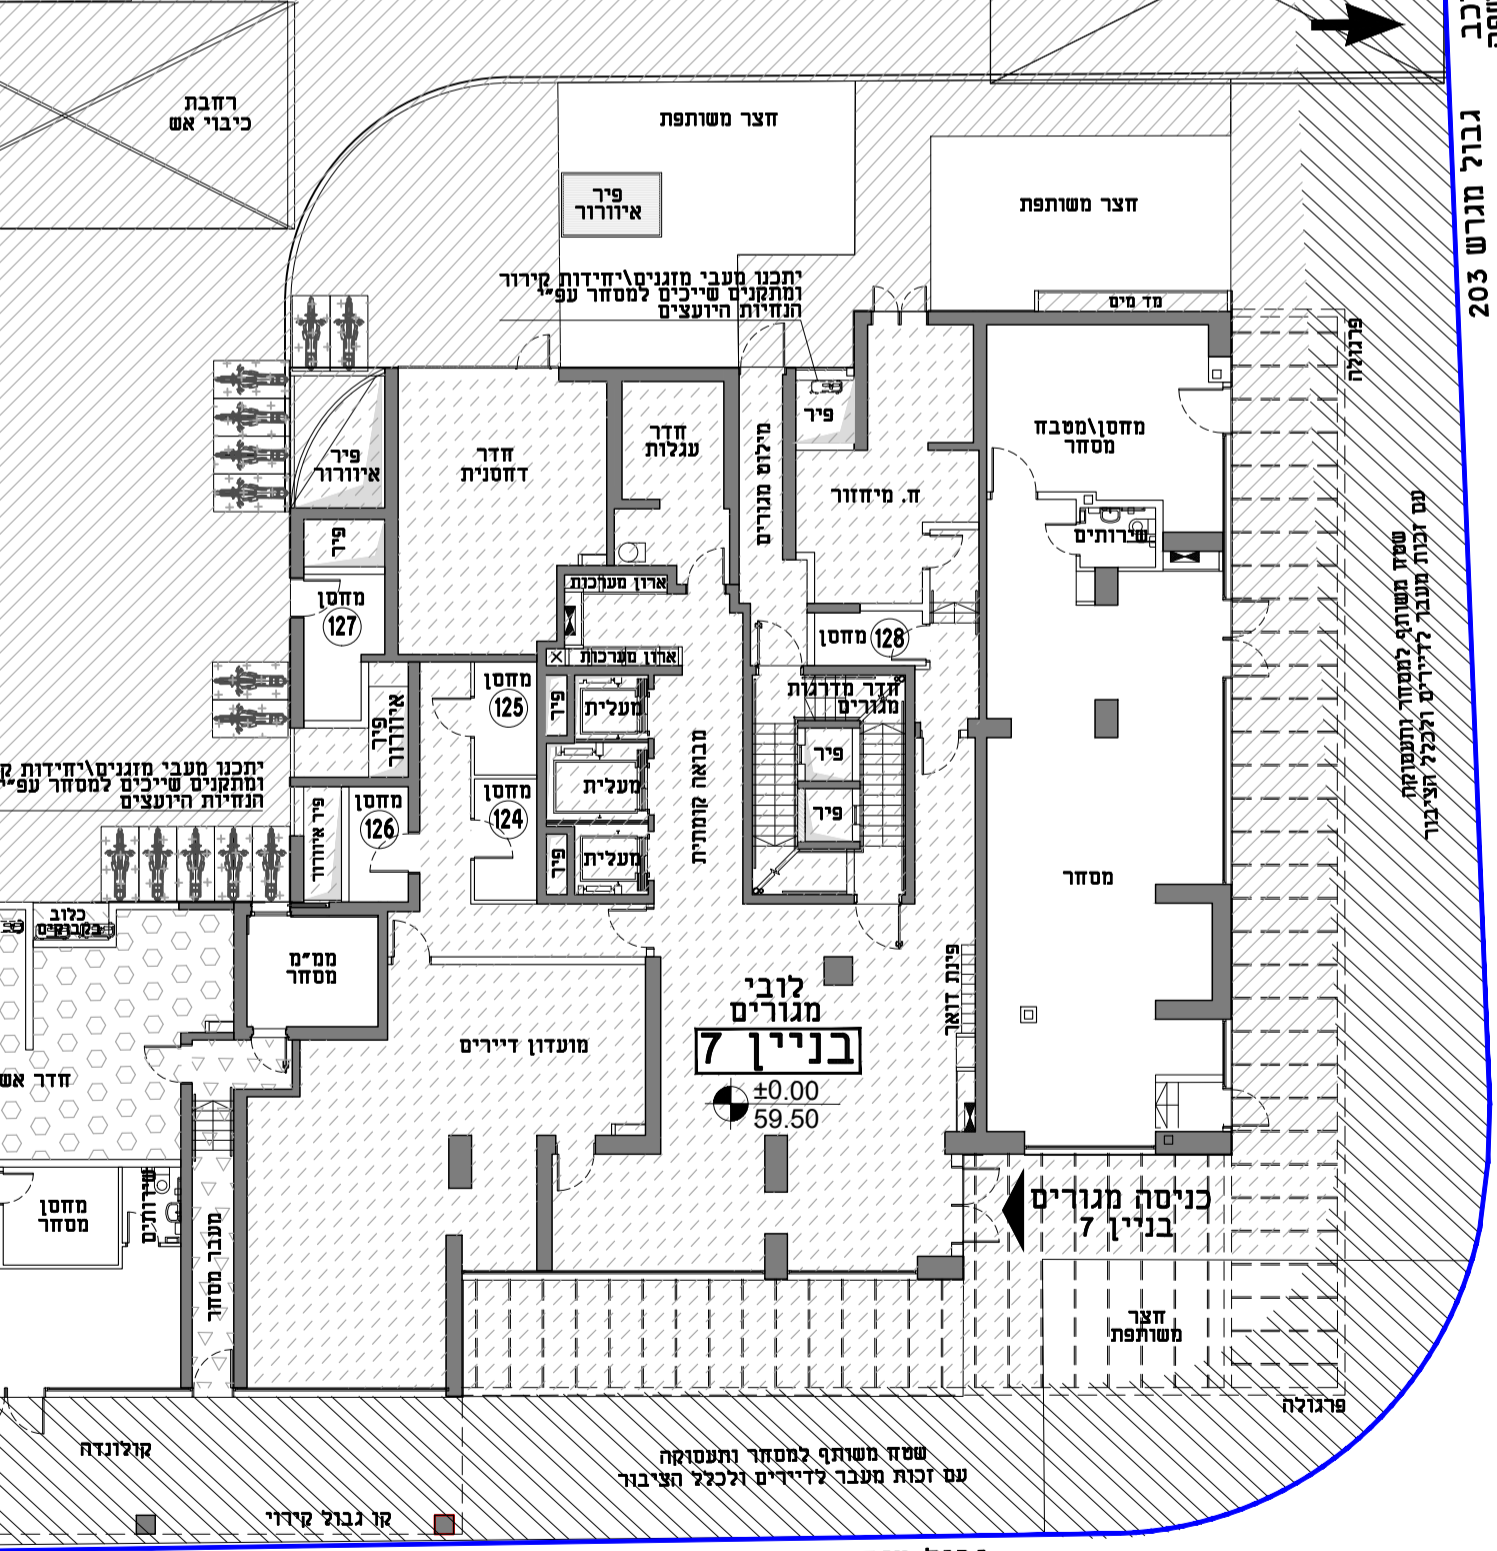 רחבת
כיבוי אש
חצר משותפת
פיר
איוורור
חצר משותפת
יתכנו מעבי מזגנים\יחידות קירור
ומתקנים שייכים למסחר עפ״י
הנחיות היועצים
מד מים
פרגולה
גבול מגרש 203
פיר
איוורור
חדר
דחסנית
חדר
עגלות
מילוט מגורים
פיר
ח. מיחזור
מחסן\מטבח
מסחר
שירותים
שטח משותף למסחר ותעסוקה
עם זכות מעבר לדיירים ולכלל הציבור
פיר
מחסן
127
ארון מערכות
ארון מערכות
מחסן
128
פיר
איוורור
מחסן
125
פיר
מעלית
חדר מדרגות
מגורים
פיר
פיר
מבואה קומתית
מעלית
יתכנו מעבי מזגנים\יחידות
ומתקנים שייכים למסחר עפ״י
הנחיות היועצים
פיר איוורור
מחסן
126
מחסן
124
פיר
מעלית
מסחר
כלוב
בקבוקים
ממ״מ
מסחר
לובי
מגורים
בניין 7
±0.00
59.50
פינת דואר
מועדון דיירים
חדר
מחסן
מסחר
שירותים
מעבר מסחר
כניסה מגורים
בניין 7
חצר
משותפת
פרגולה
קולונדה
שטח משותף למסחר ותעסוקה
עם זכות מעבר לדיירים ולכלל הציבור
קו גבול קירוי